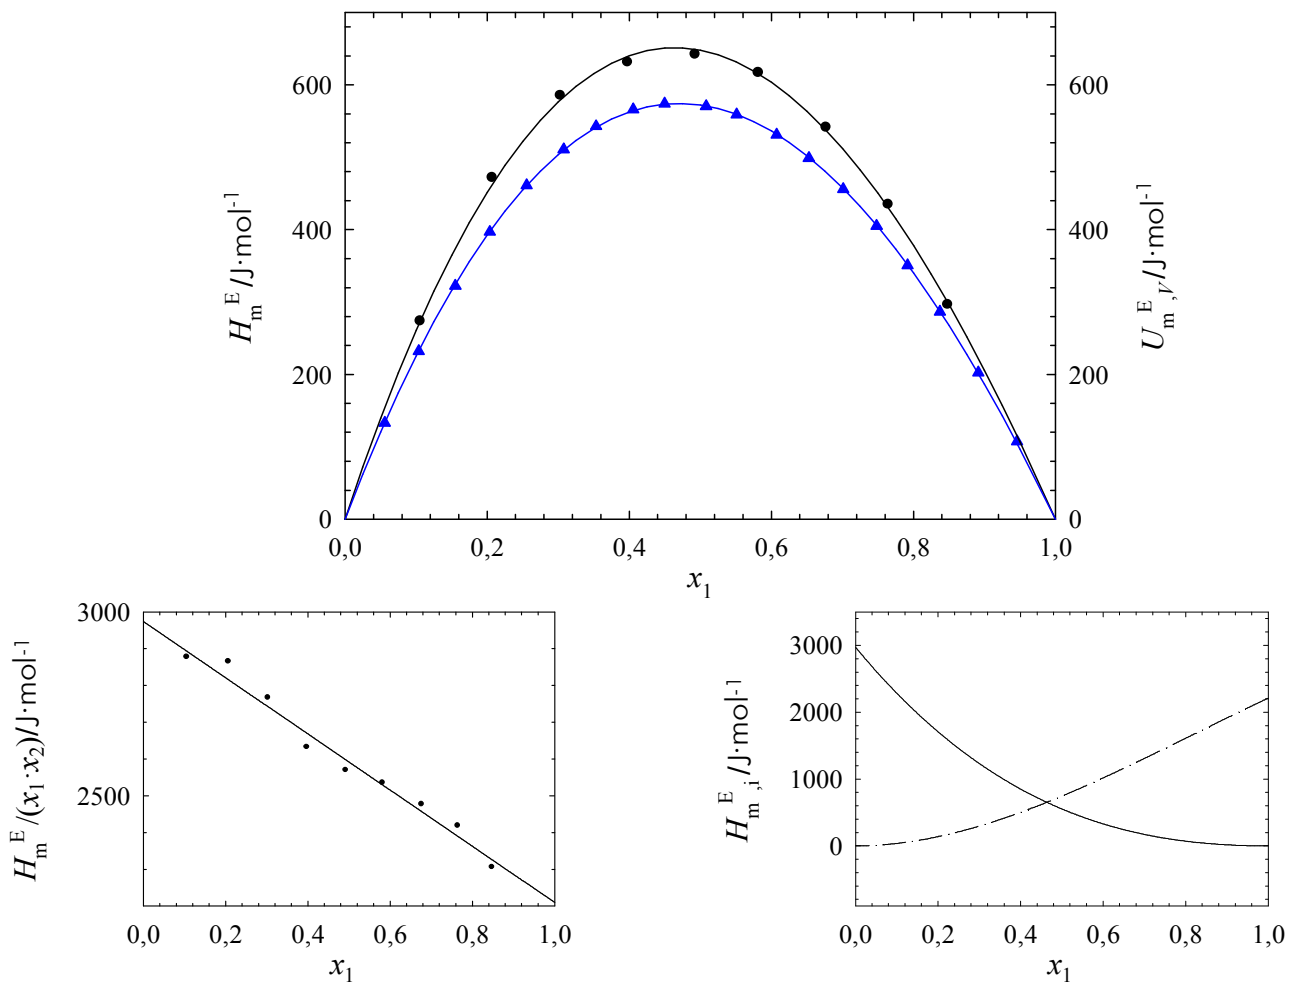 600
400
200
0
H_m^E/J·mol^-1
600
400
200
0
U_m^E,V/J·mol^-1
0,0 0,2 0,4 0,6 0,8 1,0
x_1
3000
2500
H_m^E/(x_1·x_2)/J·mol^-1
0,0 0,2 0,4 0,6 0,8 1,0
x_1
3000
2000
1000
0
H_m^E,i/J·mol^-1
0,0 0,2 0,4 0,6 0,8 1,0
x_1